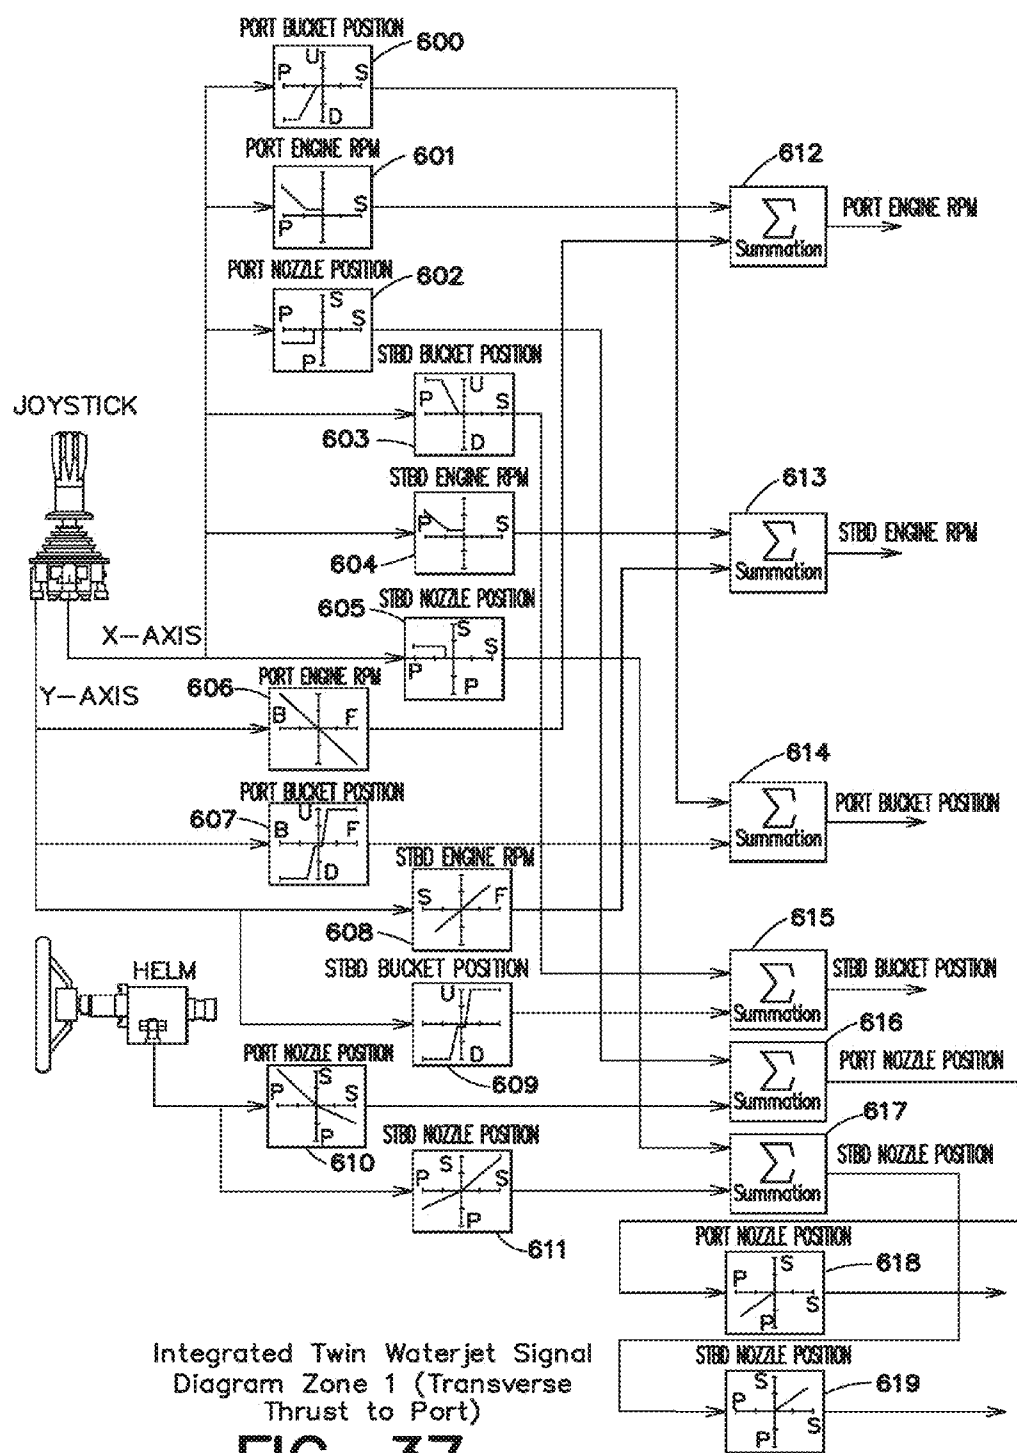 PORT BUCKET POSITION
600
P U S
D
PORT ENGINE RPM
601
S
P
612
Σ
Summation
PORT ENGINE RPM
PORT NOZZLE POSITION
602
S
P S
P
STBD BUCKET POSITION
U
P S
603
D
JOYSTICK
STBD ENGINE RPM
P S
604
613
Σ
Summation
STBD ENGINE RPM
STBD NOZZLE POSITION
605
S
S
P
P
X-AXIS
Y-AXIS
PORT ENGINE RPM
606
B F
614
Σ
Summation
PORT BUCKET POSITION
PORT BUCKET POSITION
607
U
B F
D
STBD ENGINE RPM
S F
608
615
Σ
Summation
STBD BUCKET POSITION
HELM
STBD BUCKET POSITION
U
D
609
616
Σ
Summation
PORT NOZZLE POSITION
PORT NOZZLE POSITION
S
P S
P
610
617
Σ
Summation
STBD NOZZLE POSITION
STBD NOZZLE POSITION
S
P S
P
611
PORT NOZZLE POSITION
618
S
P
S
P
STBD NOZZLE POSITION
619
S
P
S
P
Integrated Twin Waterjet Signal
Diagram Zone 1 (Transverse
Thrust to Port)
FIG. 37